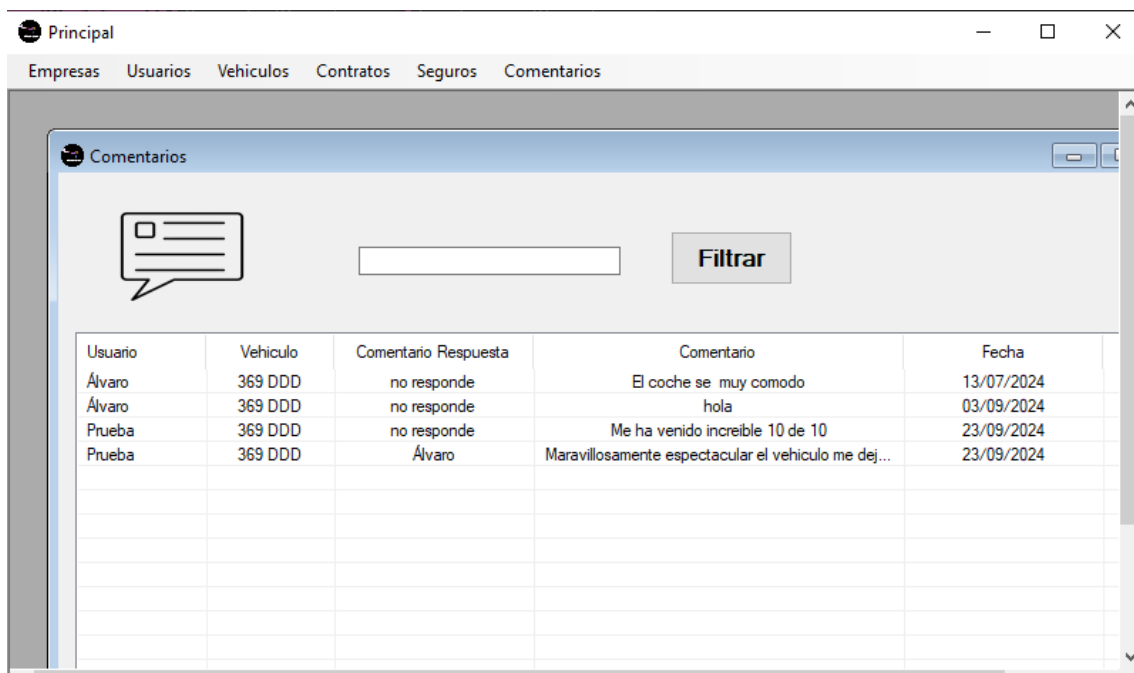 Principal
Empresas Usuarios Vehiculos Contratos Seguros Comentarios
Comentarios
Filtrar
Usuario Vehiculo Comentario Respuesta Comentario Fecha
Álvaro 369 DDD no responde El coche se muy comodo 13/07/2024
Álvaro 369 DDD no responde hola 03/09/2024
Prueba 369 DDD no responde Me ha venido increible 10 de 10 23/09/2024
Prueba 369 DDD Álvaro Maravillosamente espectacular el vehiculo me dej... 23/09/2024